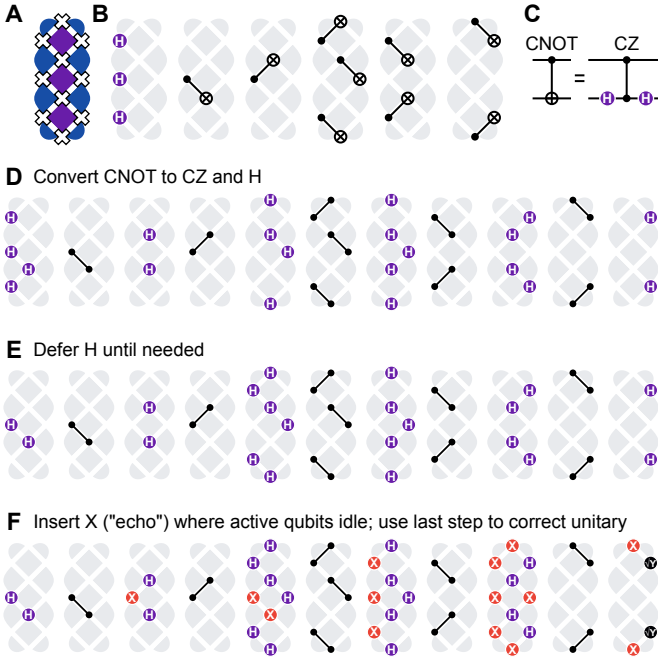 A B C
CNOT CZ
H
H
=
H H
H
D Convert CNOT to CZ and H
H H
H H H
H H H H
H H H
H H H H
H H H
H H
E Defer H until needed
H H
H H H
H H H H
H H H
H H H H
H H H
H H
F Insert X ("echo") where active qubits idle; use last step to correct unitary
H H X X
H X X H Y
H H H H
H X X H X H X X
H H X H H
H X X H Y
H H X X